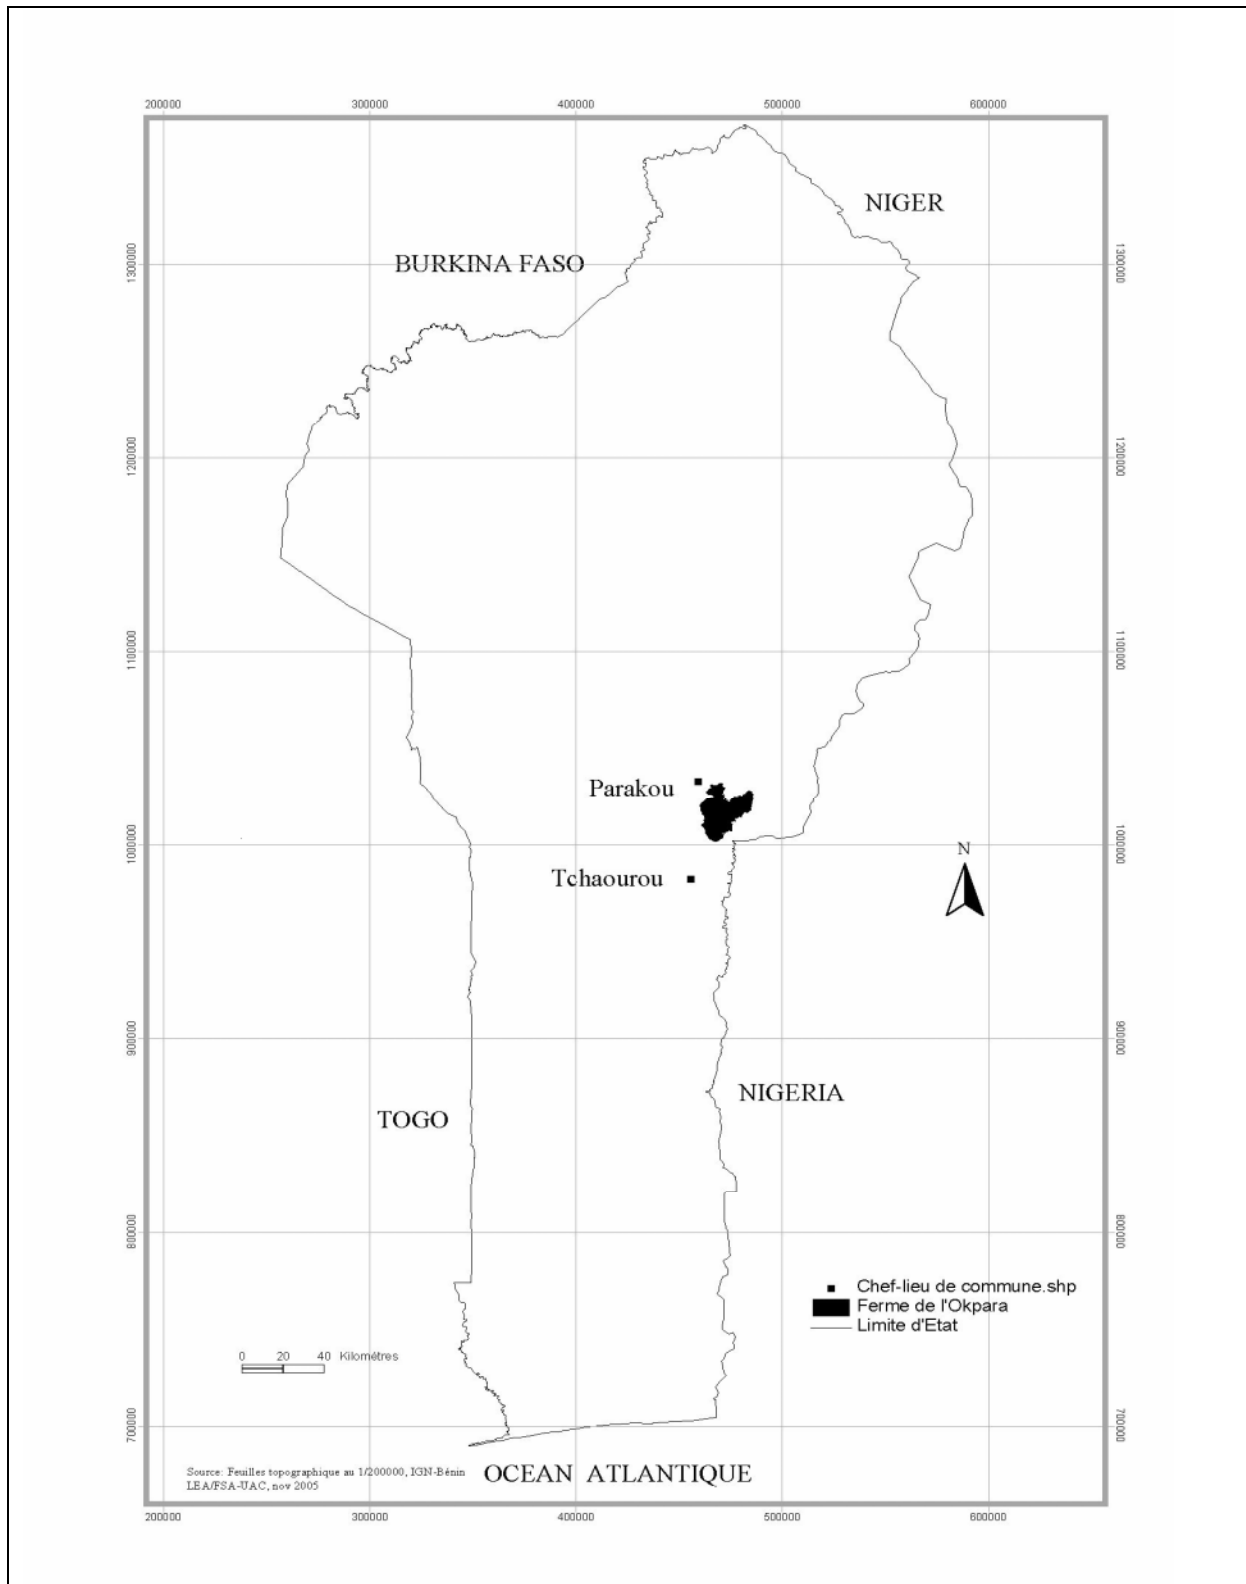 200000 300000 400000 500000 600000
NIGER
BURKINA FASO
1300000 1300000
1200000 1200000
1100000 1100000
Parakou
1000000 1000000
N
Tchaourou
900000 900000
NIGERIA
TOGO
800000 800000
Chef-lieu de commune.shp
Ferme de l'Okpara
Limite d'Etat
0 20 40 Kilométres
700000 700000
Source: Feuilles topographique au 1/200000, IGN-Bénin
LEA/FSA-UAC, nov 2005
OCEAN ATLANTIQUE
200000 300000 400000 500000 600000